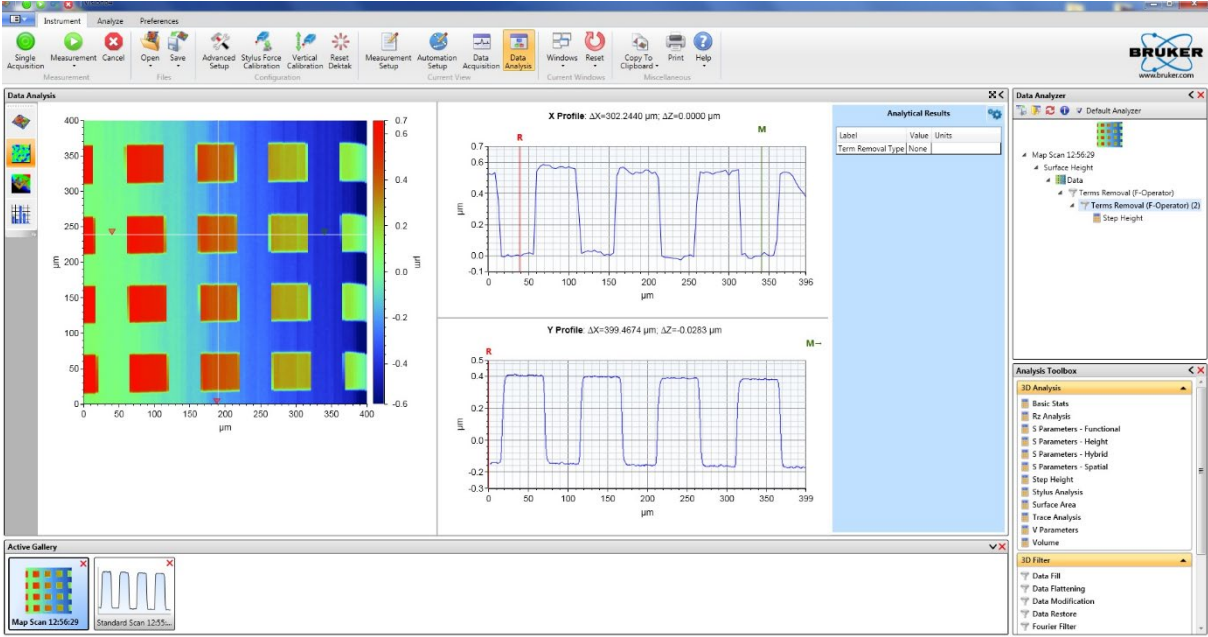 Instrument Analyze Preferences
Single Acquisition
Measurement
Cancel
Open
Save
Advanced Setup
Stylus Force Calibration
Vertical Calibration
Reset Dektak
Measurement Setup
Automation Setup
Data Acquisition
Data Analysis
Windows
Reset
Copy To Clipboard
Print
Help
Measurement Files Configuration Current View Current Windows Miscellaneous
BRUKER
www.bruker.com
Data Analysis
400
350
300
250
200
150
100
50
0
µm
0 50 100 150 200 250 300 350 400
µm
0.7
0.6
0.4
0.2
0.0
-0.2
-0.4
-0.6
µm
X Profile: ΔX=302.2440 µm; ΔZ=0.0000 µm
R M
0.7
0.6
0.4
0.2
0.0
-0.1
µm
0 50 100 150 200 250 300 350 396
µm
Y Profile: ΔX=399.4674 µm; ΔZ=-0.0283 µm
R M→
0.5
0.4
0.2
0.0
-0.2
-0.3
µm
0 50 100 150 200 250 300 350 399
µm
Analytical Results
Label Value Units
Term Removal Type None
Data Analyzer
Default Analyzer
Map Scan 12:56:29
Surface Height
Data
Terms Removal (F-Operator)
Terms Removal (F-Operator) (2)
Step Height
Analysis Toolbox
3D Analysis
Basic Stats
Rz Analysis
S Parameters - Functional
S Parameters - Height
S Parameters - Hybrid
S Parameters - Spatial
Step Height
Stylus Analysis
Surface Area
Trace Analysis
V Parameters
Volume
3D Filter
Data Fill
Data Flattening
Data Modification
Data Restore
Fourier Filter
Active Gallery
Map Scan 12:56:29
Standard Scan 12:55:...